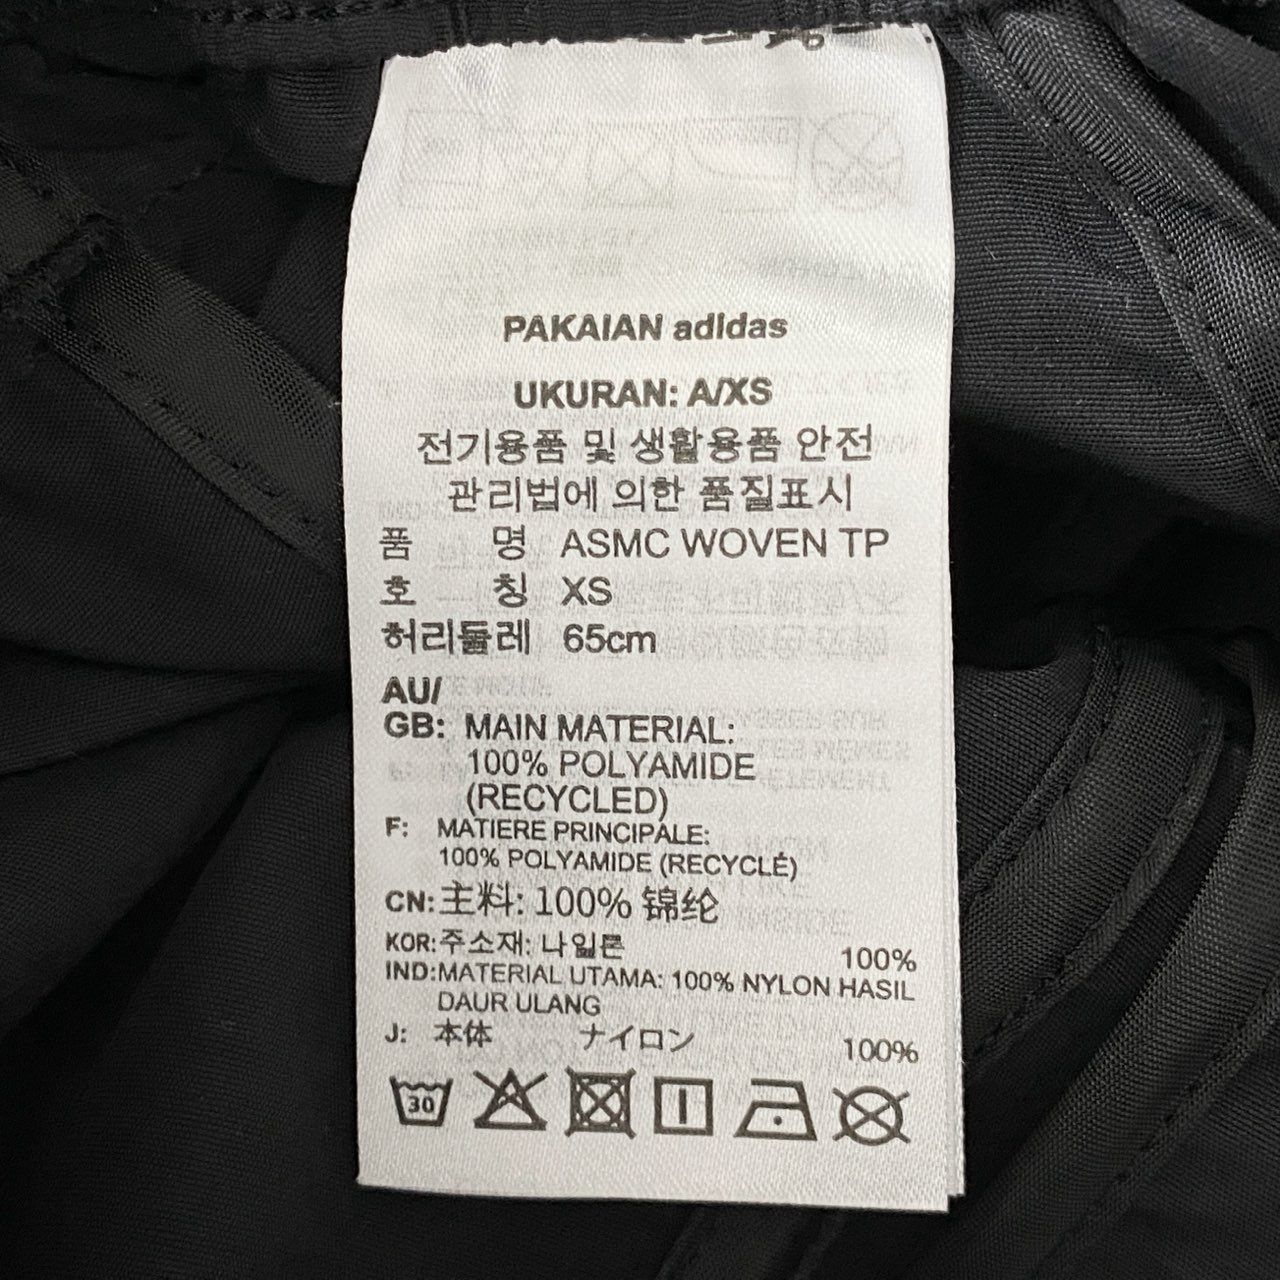 PAKAIAN adidas
UKURAN: A/XS
전기용품 및 생활용품 안전
관리법에 의한 품질표시
품 명 ASMC WOVEN TP
호 칭 XS
허리둘레 65cm
AU/
GB: MAIN MATERIAL:
100% POLYAMIDE
(RECYCLED)
F: MATIERE PRINCIPALE:
100% POLYAMIDE (RECYCLÉ)
CN: 主料: 100% 锦纶
KOR: 주소재: 나일론 100%
IND: MATERIAL UTAMA: 100% NYLON HASIL
DAUR ULANG
J: 本体 ナイロン 100%
30